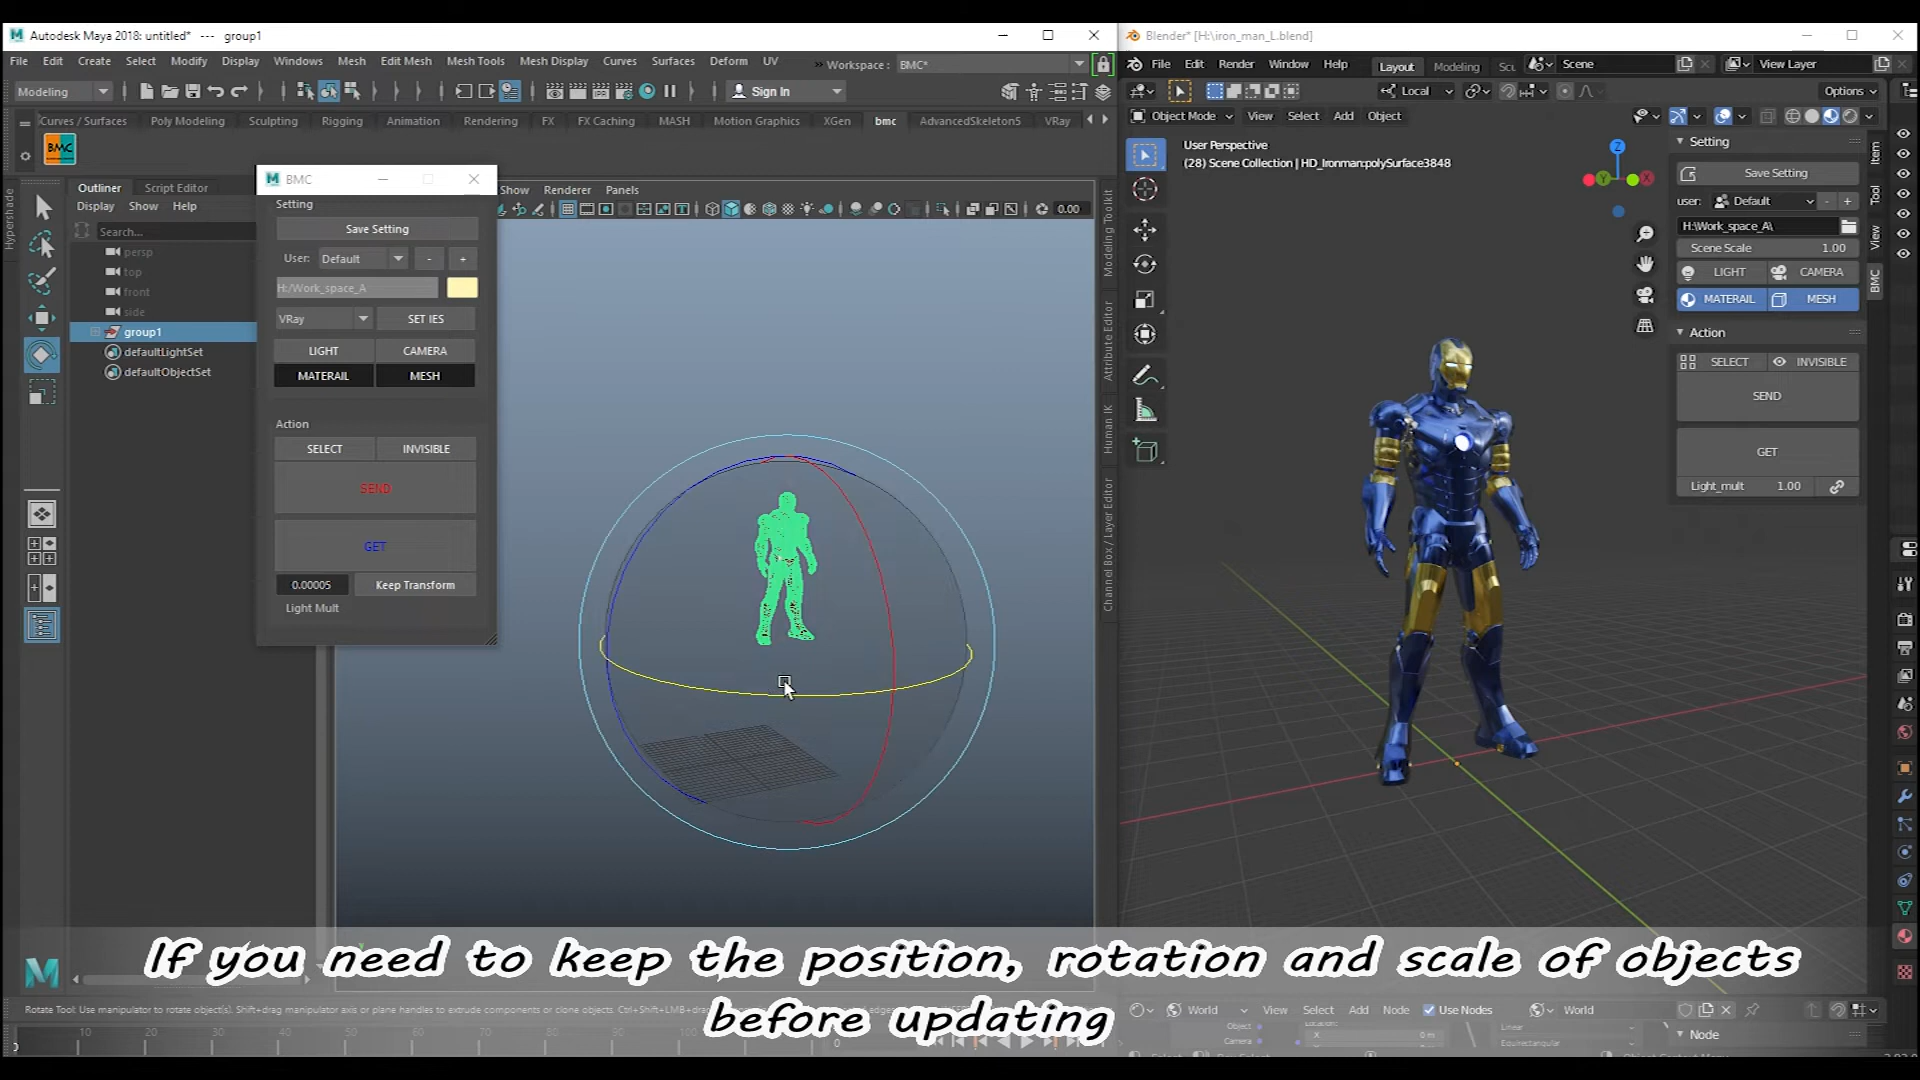 Autodesk Maya 2018: untitled* --- group1
File Edit Create Select Modify Display Windows Mesh Edit Mesh Mesh Tools Mesh Display Curves Surfaces Deform UV
Workspace : BMC*
Modeling
Sign In
Curves / Surfaces Poly Modeling Sculpting Rigging Animation Rendering FX FX Caching MASH Motion Graphics XGen bmc AdvancedSkeleton5 VRay
BMC
Hypershade
Outliner Script Editor
Display Show Help
Search...
persp
top
front
side
group1
defaultLightSet
defaultObjectSet
BMC
Setting
Save Setting
User: Default - +
H:/Work_space_A
VRay SET IES
LIGHT CAMERA
MATERAIL MESH
Action
SELECT INVISIBLE
SEND
GET
0.00005 Keep Transform
Light Mult
Show Renderer Panels
0.00
Modeling Toolkit
Attribute Editor
Human IK
Channel Box / Layer Editor
Blender* [H:\iron_man_L.blend]
File Edit Render Window Help Layout Modeling Scu Scene View Layer
Local Options
Object Mode View Select Add Object
User Perspective
(28) Scene Collection | HD_Ironman:polySurface3848
Z
Y
X
Setting
Save Setting
user: Default - +
H:\Work_space_A\
Scene Scale 1.00
LIGHT CAMERA
MATERAIL MESH
Action
SELECT INVISIBLE
SEND
GET
Light_mult 1.00
Item
Tool
View
BMC
If you need to keep the position, rotation and scale of objects
before updating
Rotate Tool: Use manipulator to rotate object(s). Shift+drag manipulator axis or plane handles to extrude components or clone objects. Ctrl+Shift+LMB+
10 20 30 40 50 60 70
0
World View Select Add Node Use Nodes World
Object
Camera
X 0 m
Linear
Equirectangular
Node
Object Context Menu